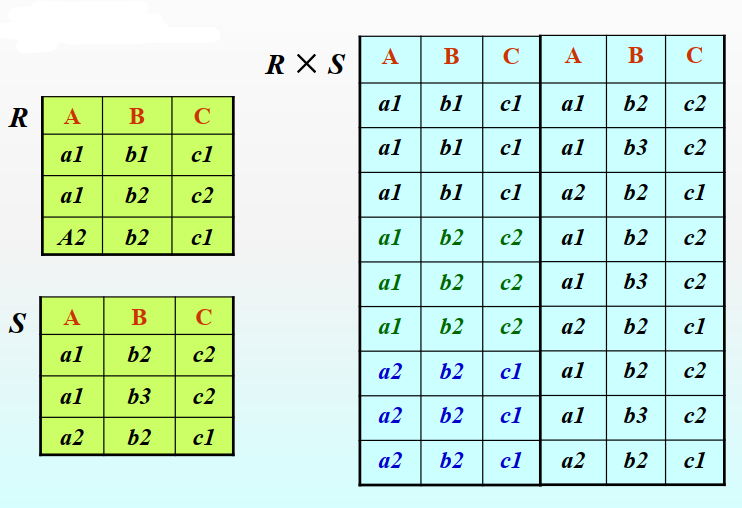 R
A B C
a1 b1 c1
a1 b2 c2
A2 b2 c1
S
A B C
a1 b2 c2
a1 b3 c2
a2 b2 c1
R × S
A B C A B C
a1 b1 c1 a1 b2 c2
a1 b1 c1 a1 b3 c2
a1 b1 c1 a2 b2 c1
a1 b2 c2 a1 b2 c2
a1 b2 c2 a1 b3 c2
a1 b2 c2 a2 b2 c1
a2 b2 c1 a1 b2 c2
a2 b2 c1 a1 b3 c2
a2 b2 c1 a2 b2 c1